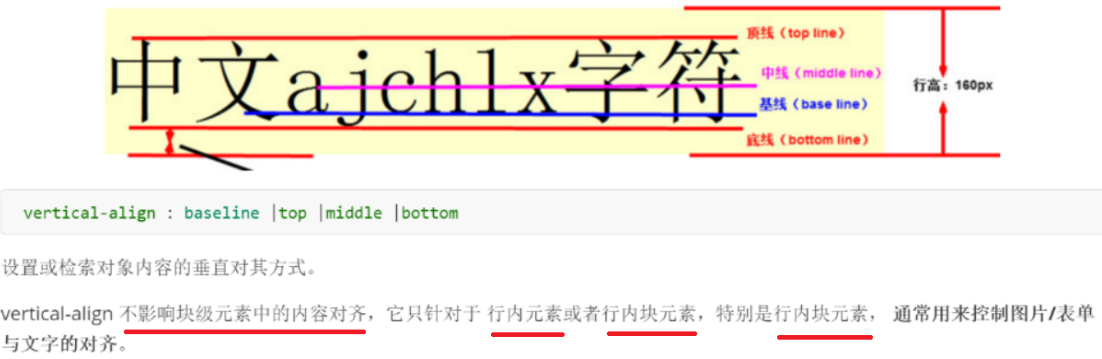 顶线（top line）
中文ajchlx字符
中线（middle line）
行高：160px
基线（base line）
底线（bottom line）
vertical-align : baseline |top |middle |bottom
设置或检索对象内容的垂直对其方式。
vertical-align 不影响块级元素中的内容对齐，它只针对于 行内元素或者行内块元素，特别是行内块元素， 通常用来控制图片/表单
与文字的对齐。